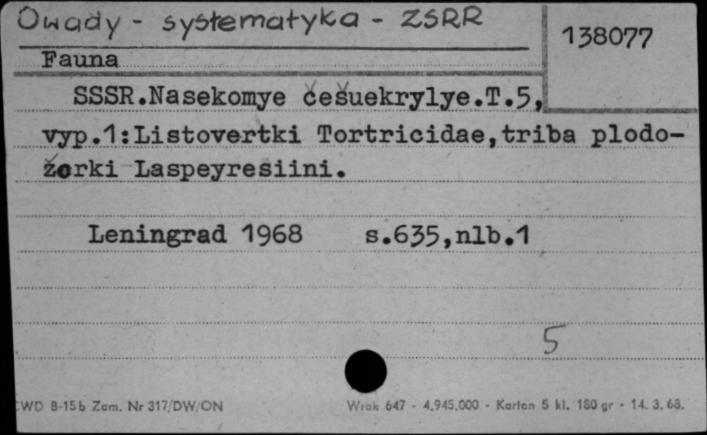 Owady - systematyka - ZSRR
138077
Fauna
SSSR.Nasekomye češuekrylye.T.5,
vyp.1:Listovertki Tortricidae,triba plodo-
žorki Laspeyresiini.
Leningrad 1968 s.635,nlb.1
5
CWD B-15b Zam. Nr 317/DW/ON
Wrok 647 - 4.945.000 - Karton 5 kl. 180 gr - 14. 3. 68.